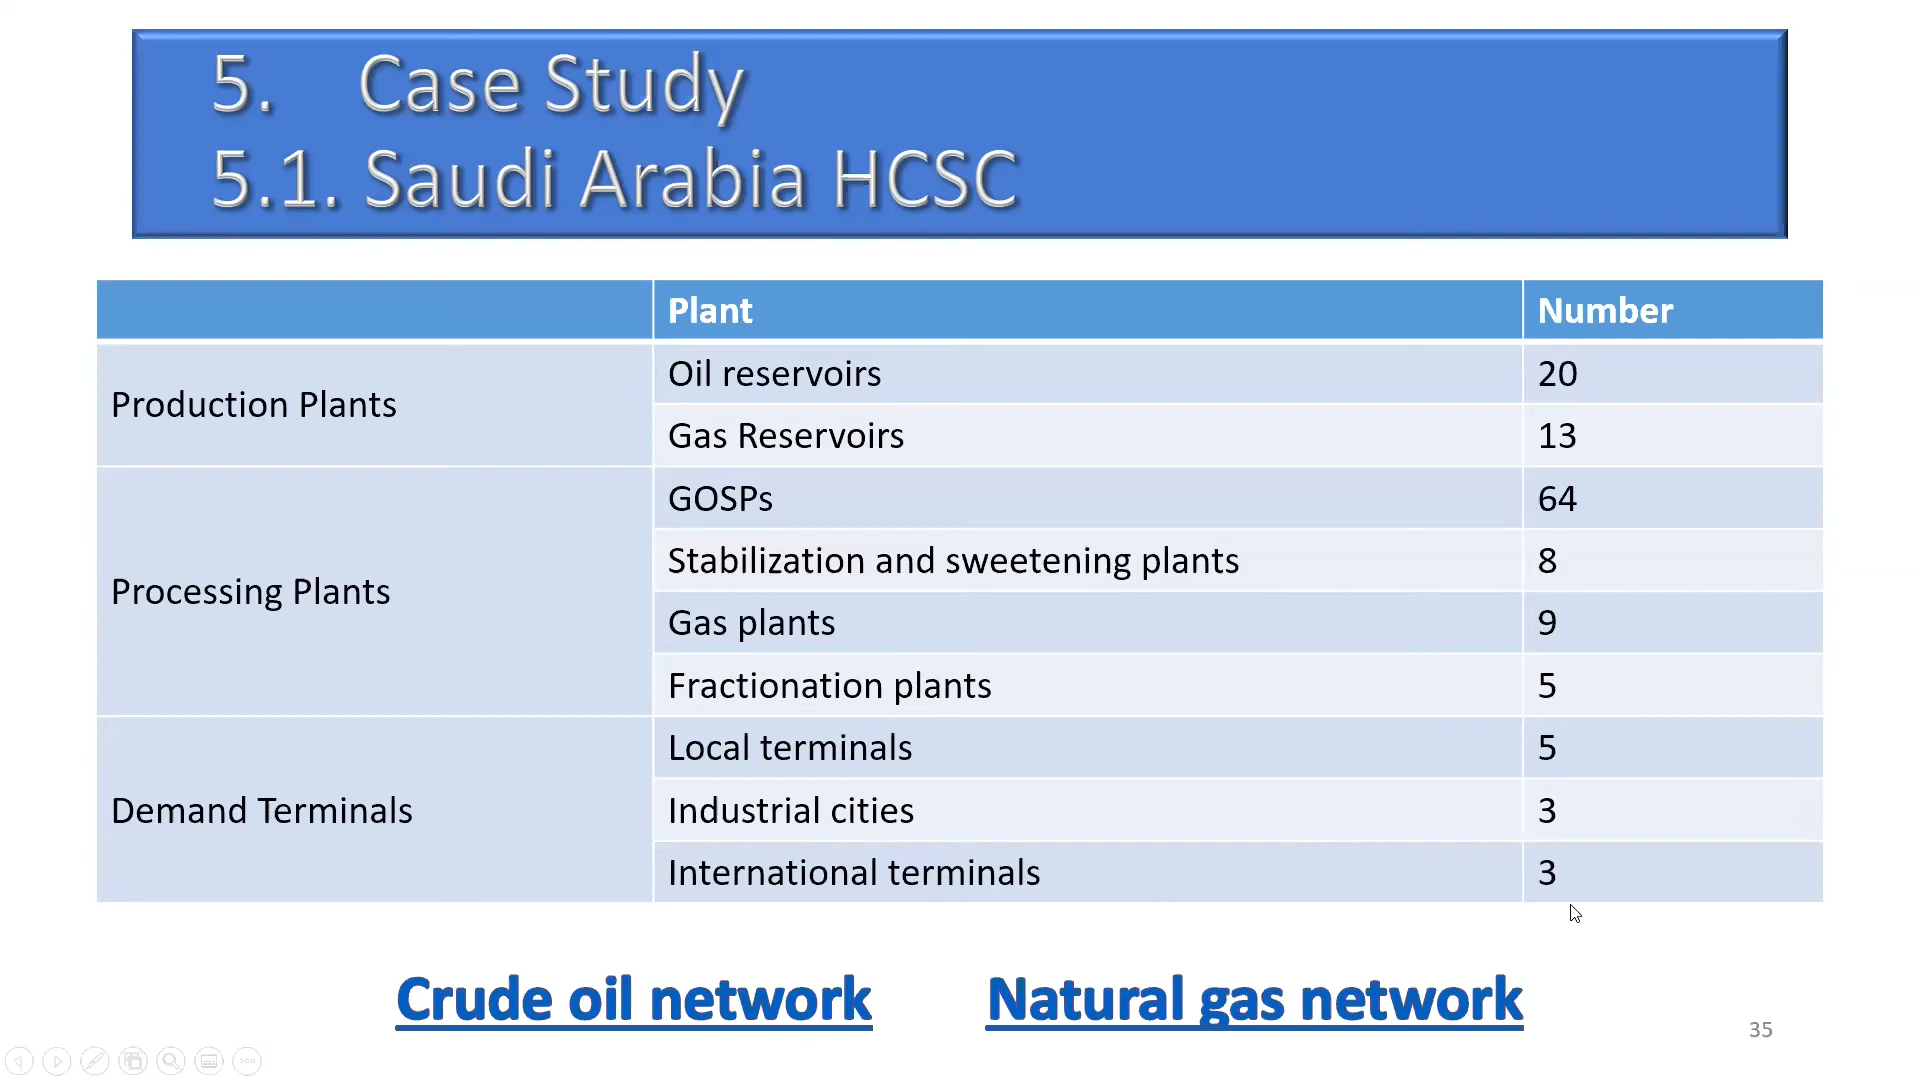 5. Case Study
5.1. Saudi Arabia HCSC
Plant Number
Production Plants
Oil reservoirs 20
Gas Reservoirs 13
Processing Plants
GOSPs 64
Stabilization and sweetening plants 8
Gas plants 9
Fractionation plants 5
Demand Terminals
Local terminals 5
Industrial cities 3
International terminals 3
Crude oil network Natural gas network
35